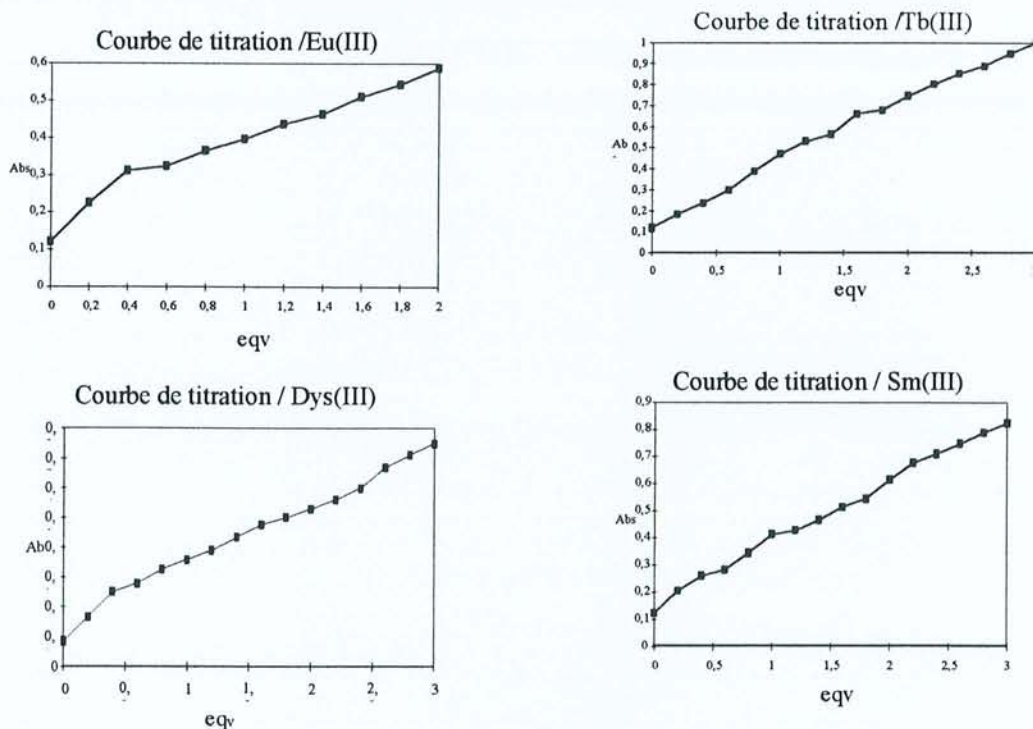 Courbe de titration /Eu(III)
0,6
0,5
0,4
Abs0,3
0,2
0,1
0
0 0,2 0,4 0,6 0,8 1 1,2 1,4 1,6 1,8 2
eqv
Courbe de titration /Tb(III)
1
0,9
0,8
0,7
0,6
Ab 0,5
0,4
0,3
0,2
0,1
0
0 0,5 1 1,5 2 2,5
eqv
Courbe de titration / Dys(III)
0,
0,
0,
0,
Ab0,
0,
0,
0,
0
0 0, 1 1, 2 2, 3
eqv
Courbe de titration / Sm(III)
0,9
0,8
0,7
0,6
0,5
Abs
0,4
0,3
0,2
0,1
0
0 0,5 1 1,5 2 2,5 3
eqv